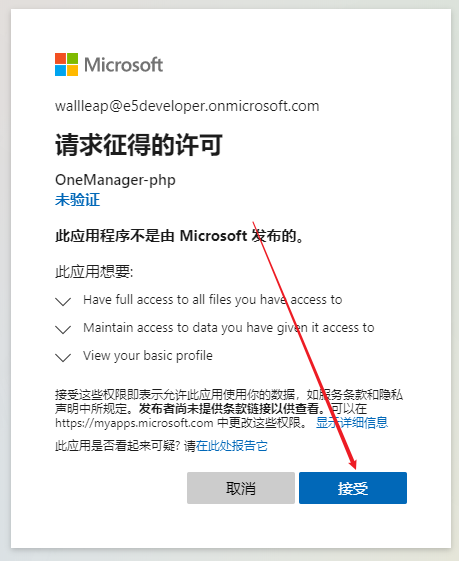 Microsoft
wallleap@e5developer.onmicrosoft.com
请求征得的许可
OneManager-php
未验证
此应用程序不是由 Microsoft 发布的。
此应用想要:
Have full access to all files you have access to
Maintain access to data you have given it access to
View your basic profile
接受这些权限即表示允许此应用使用你的数据，如服务条款和隐私
声明中所规定。发布者尚未提供条款链接以供查看。可以在
https://myapps.microsoft.com 中更改这些权限。 显示详细信息
此应用是否看起来可疑? 请在此处报告它
取消 接受